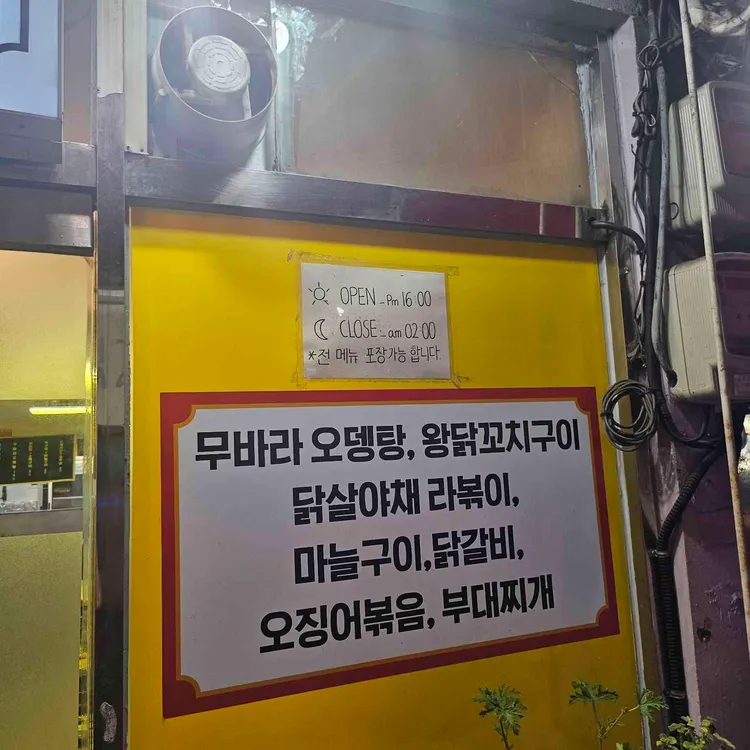 OPEN - Pm 16:00
CLOSE - am 02:00
*전 메뉴 포장가능 합니다.
무바라 오뎅탕, 왕닭꼬치구이
닭살야채 라볶이,
마늘구이,닭갈비,
오징어볶음, 부대찌개